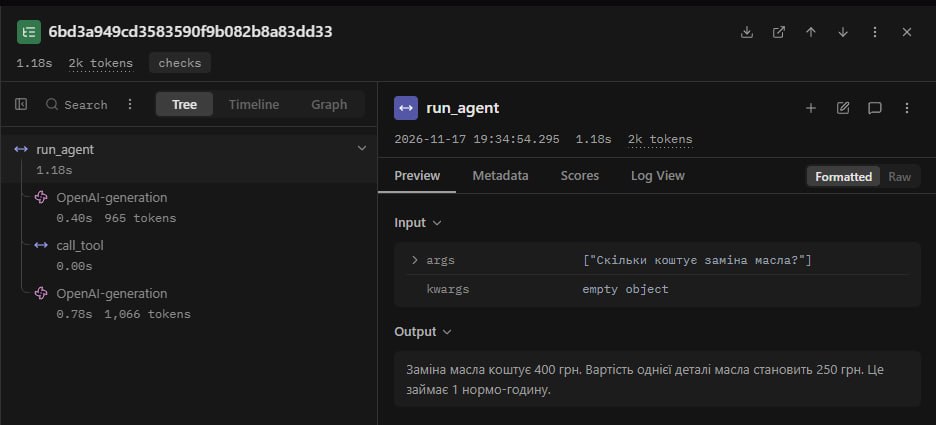 6bd3a949cd3583590f9b082b8a83dd33
1.18s 2k tokens checks
Search Tree Timeline Graph
run_agent
1.18s
OpenAI-generation
0.40s 965 tokens
call_tool
0.00s
OpenAI-generation
0.78s 1,066 tokens
run_agent
2026-11-17 19:34:54.295 1.18s 2k tokens
Preview Metadata Scores Log View Formatted Raw
Input
args ["Скільки коштує заміна масла?"]
kwargs empty object
Output
Заміна масла коштує 400 грн. Вартість однієї деталі масла становить 250 грн. Це
займає 1 нормо-годину.